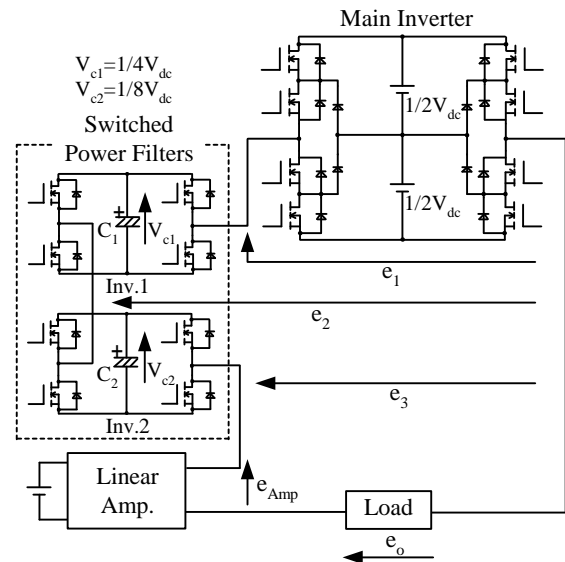 Main Inverter
V_c1=1/4V_dc
V_c2=1/8V_dc
Switched
Power Filters
1/2V_dc
1/2V_dc
+
C_1
V_c1
e_1
Inv.1
e_2
+
C_2
V_c2
e_3
Inv.2
Linear
Amp.
e_Amp
Load
e_o